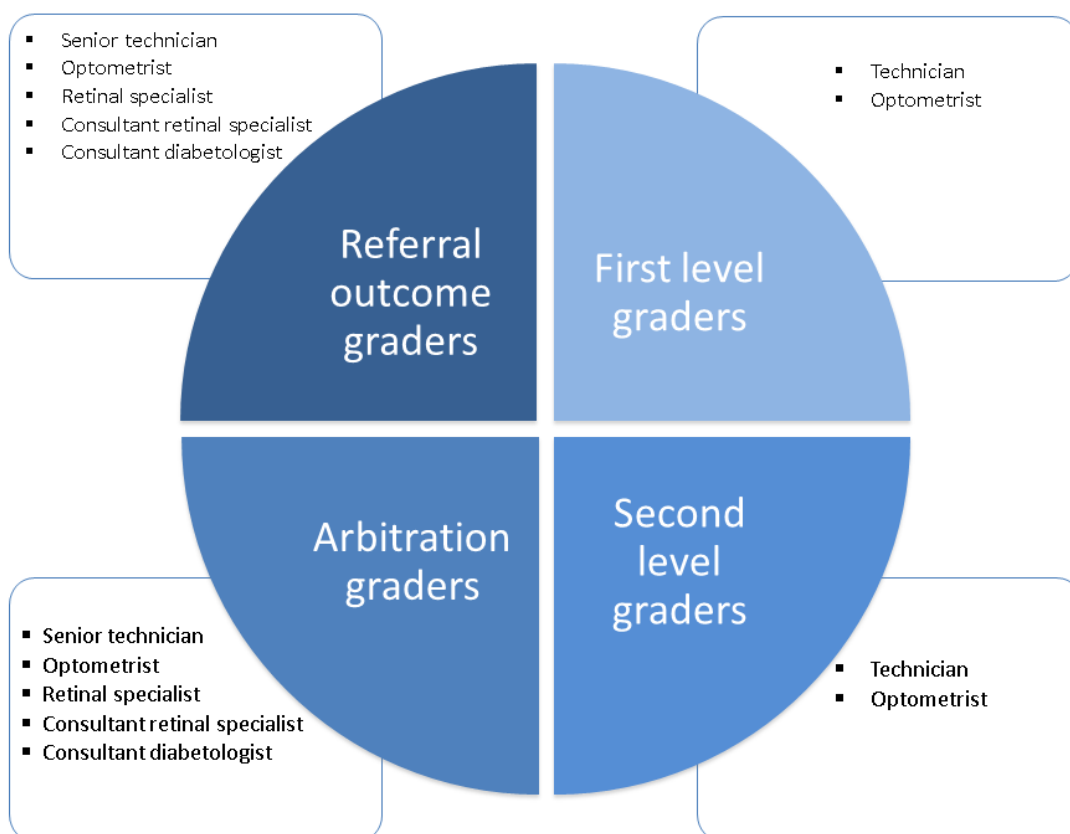 Senior technician
Optometrist
Retinal specialist
Consultant retinal specialist
Consultant diabetologist
Technician
Optometrist
Referral
outcome
graders
First level
graders
Arbitration
graders
Second
level
graders
Senior technician
Optometrist
Retinal specialist
Consultant retinal specialist
Consultant diabetologist
Technician
Optometrist